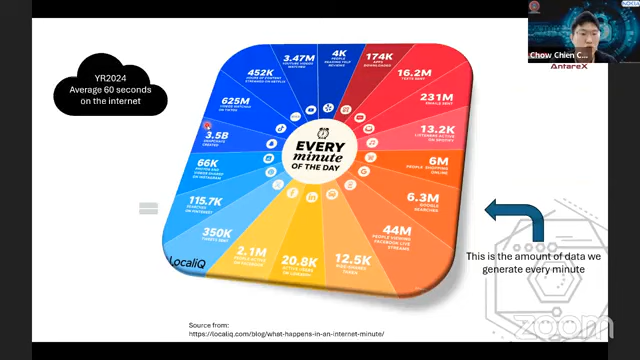 NOKIA
Chow Chien C...
AntareX
YR2024
Average 60 seconds
on the internet
3.47M
YOUTUBE VIDEOS
WATCHED
4K
PEOPLE
READING YELP
REVIEWS
174K
APPS
DOWNLOADED
16.2M
TEXTS SENT
231M
EMAILS SENT
13.2K
LISTENERS ACTIVE
ON SPOTIFY
6M
PEOPLE SHOPPING
ONLINE
6.3M
GOOGLE
SEARCHES
44M
PEOPLE VIEWING
FACEBOOK LIVE
STREAMS
12.5K
20.8K
ACTIVE USERS
ON LINKEDIN
2.1M
PEOPLE ACTIVE
ON FACEBOOK
350K
TWEETS SENT
115.7K
SEARCHING
ON PINTEREST
66K
PHOTOS AND
VIDEOS SHARED
ON INSTAGRAM
3.5B
SNAPCHATS
CREATED
625M
VIDEOS WATCHED
ON TIKTOK
452K
HOURS OF CONTENT
STREAMED ON NETFLIX
EVERY
minute
OF THE DAY
LocaliQ
=
This is the amount of data we
generate every minute
Source from:
https://localiq.com/blog/what-happens-in-an-internet-minute/
zoom